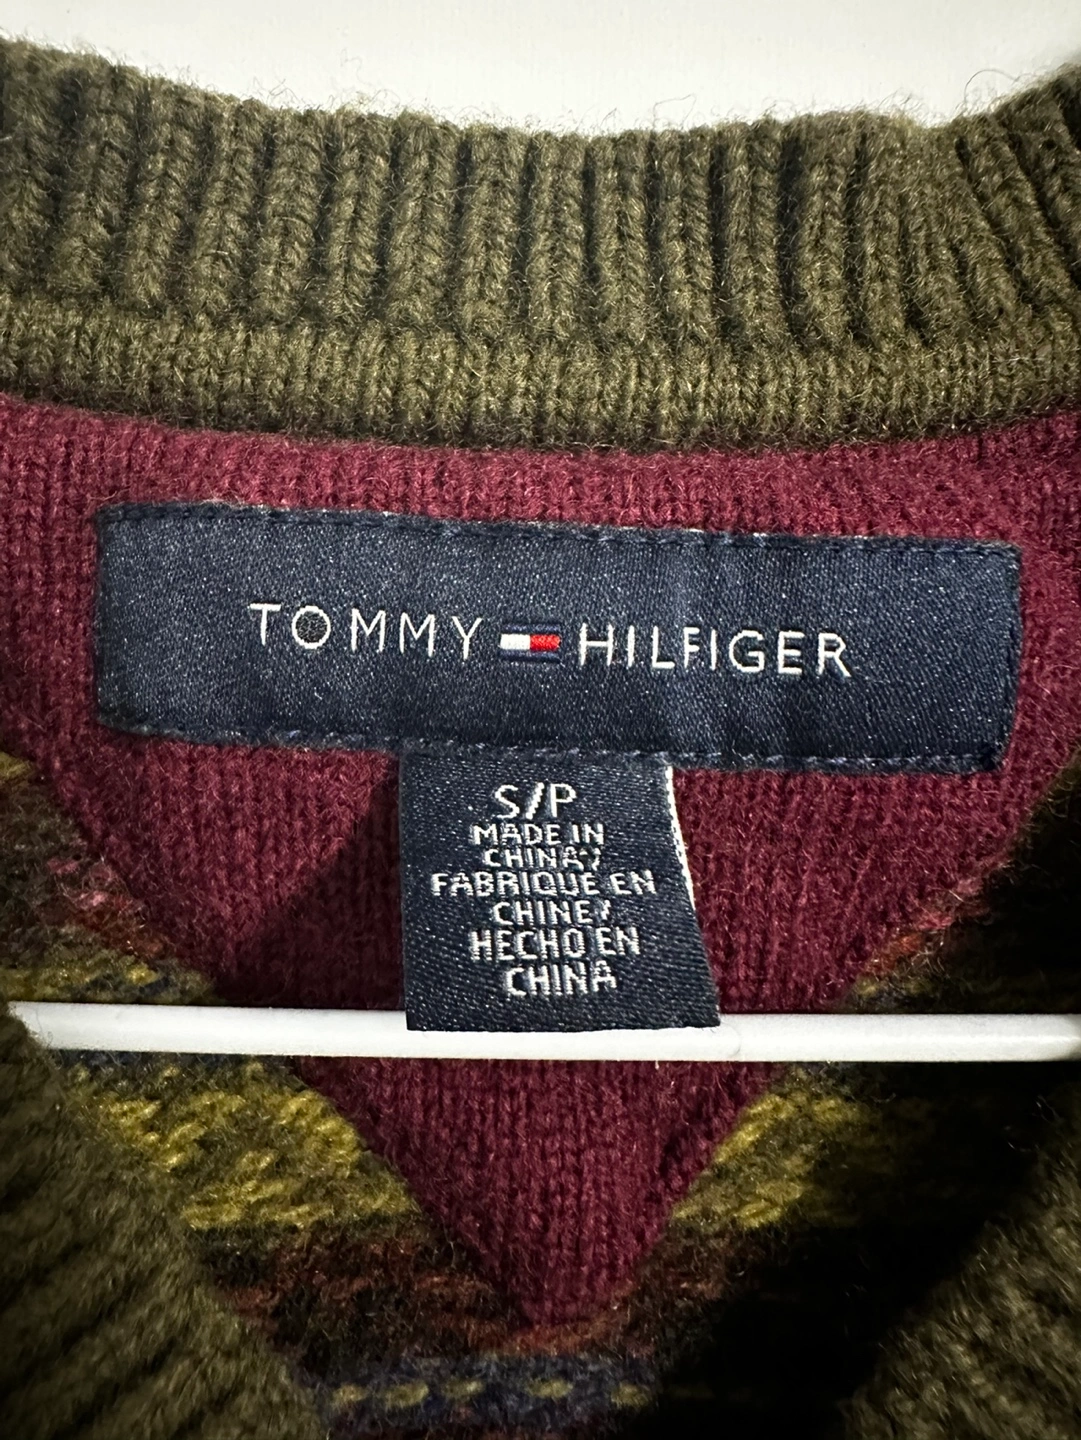 TOMMY HILFIGER
S/P
MADE IN
CHINA/
FABRIQUE EN
CHINE/
HECHO EN
CHINA